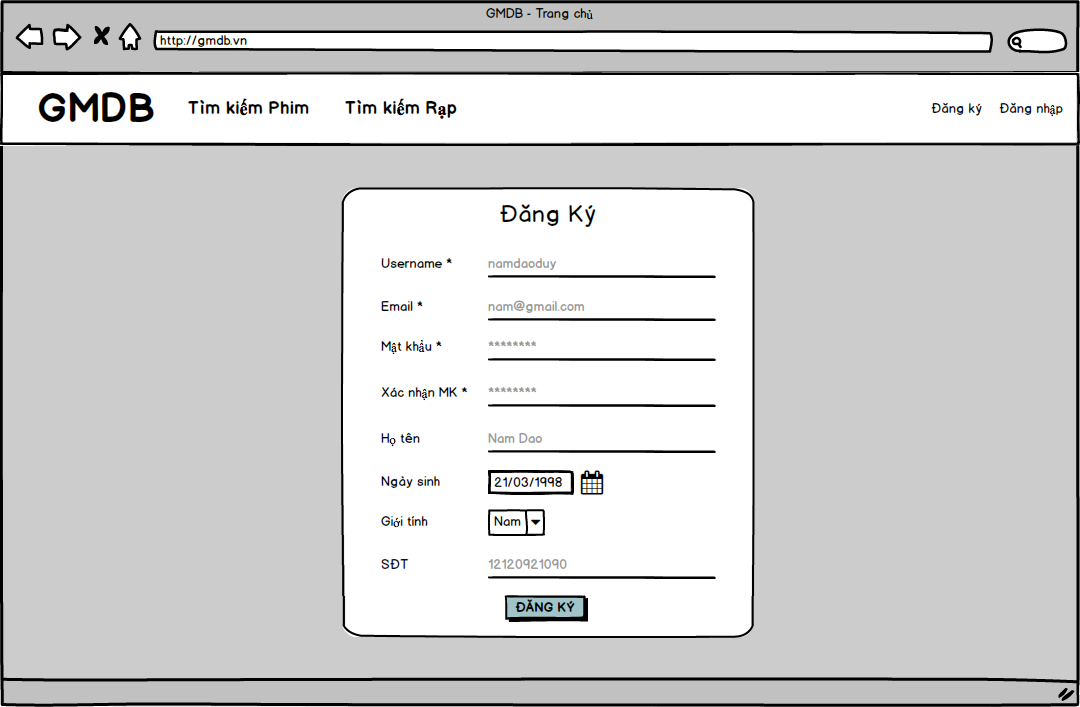 GMDB - Trang chủ
http://gmdb.vn
GMDB Tìm kiếm Phim Tìm kiếm Rạp Đăng ký Đăng nhập
Đăng Ký
Username * namdaoduy
Email * nam@gmail.com
Mật khẩu * ********
Xác nhận MK * ********
Họ tên Nam Dao
Ngày sinh 21/03/1998
Giới tính Nam
SĐT 12120921090
ĐĂNG KÝ